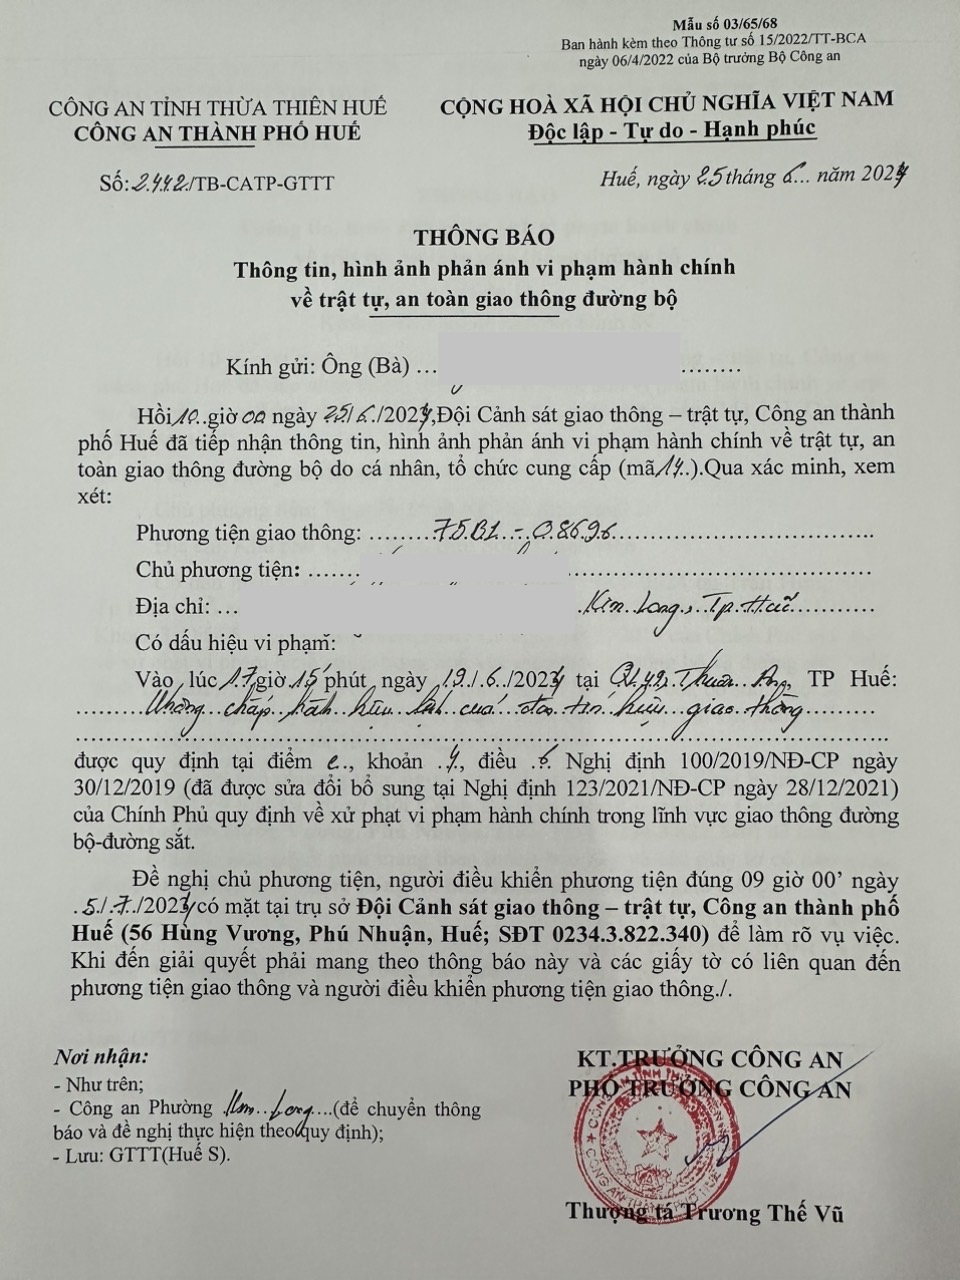 Mẫu số 03/65/68
Ban hành kèm theo Thông tư số 15/2022/TT-BCA
ngày 06/4/2022 của Bộ trưởng Bộ Công an
CÔNG AN TỈNH THỪA THIÊN HUẾ
CÔNG AN THÀNH PHỐ HUẾ
CỘNG HOÀ XÃ HỘI CHỦ NGHĨA VIỆT NAM
Độc lập - Tự do - Hạnh phúc
Số: 2442/TB-CATP-GTTT
Huế, ngày 25 tháng 6... năm 2024
THÔNG BÁO
Thông tin, hình ảnh phản ánh vi phạm hành chính
về trật tự, an toàn giao thông đường bộ
Kính gửi: Ông (Bà) ... ........
Hồi 10..giờ 00 ngày 25/6./2024, Đội Cảnh sát giao thông – trật tự, Công an thành
phố Huế đã tiếp nhận thông tin, hình ảnh phản ánh vi phạm hành chính về trật tự, an
toàn giao thông đường bộ do cá nhân, tổ chức cung cấp (mã 14..).Qua xác minh, xem
xét:
Phương tiện giao thông: ........75B1 - 08696..............................
Chủ phương tiện: ....... ...................................
Địa chỉ: ... Kim Long, Tp Huế...........
Có dấu hiệu vi phạm:
Vào lúc 17 giờ 15 phút, ngày 12./6../2024 tại QL49, Thuận An, TP Huế:
.........Không chấp hành hiệu lệnh của đèn tín hiệu giao thông.........
được quy định tại điểm e., khoản .4., điều .6. Nghị định 100/2019/NĐ-CP ngày
30/12/2019 (đã được sửa đổi bổ sung tại Nghị định 123/2021/NĐ-CP ngày 28/12/2021)
của Chính Phủ quy định về xử phạt vi phạm hành chính trong lĩnh vực giao thông đường
bộ-đường sắt.
Đề nghị chủ phương tiện, người điều khiển phương tiện đúng 09 giờ 00’ ngày
.5./.7./2024 có mặt tại trụ sở Đội Cảnh sát giao thông – trật tự, Công an thành phố
Huế (56 Hùng Vương, Phú Nhuận, Huế; SĐT 0234.3.822.340) để làm rõ vụ việc.
Khi đến giải quyết phải mang theo thông báo này và các giấy tờ có liên quan đến
phương tiện giao thông và người điều khiển phương tiện giao thông./.
Nơi nhận:
- Như trên;
- Công an Phường Kim Long....(để chuyển thông
báo và đề nghị thực hiện theo quy định);
- Lưu: GTTT(Huế S).
KT.TRƯỞNG CÔNG AN
PHÓ TRƯỞNG CÔNG AN
Thượng tá Trương Thế Vũ